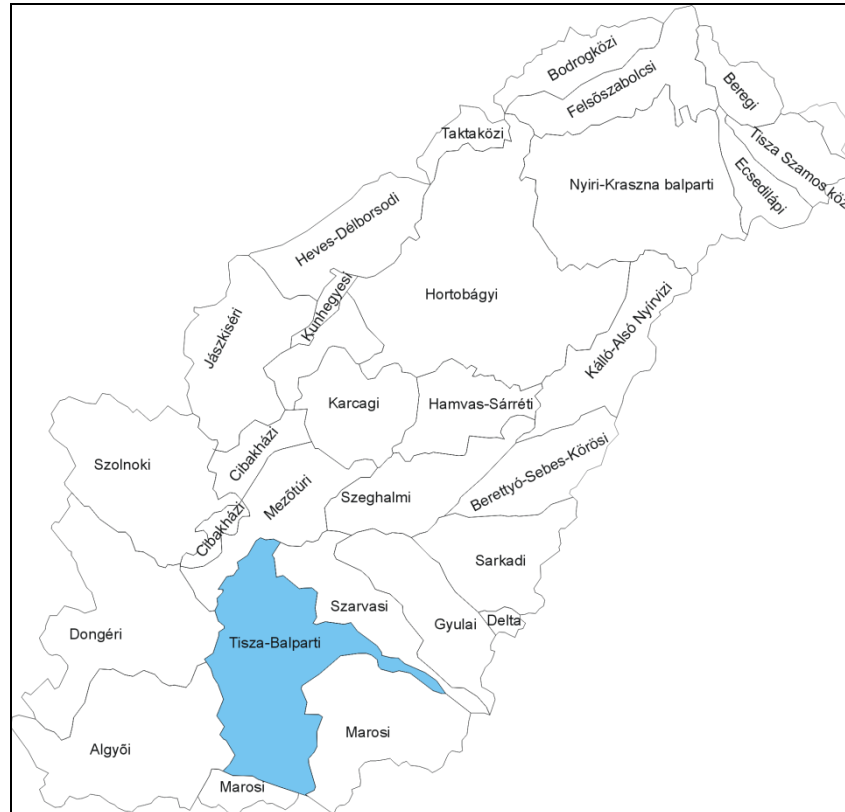 Bodrogközi
Felsőszabolcsi
Beregi
Taktaközi
Tisza Szamos köz
Nyiri-Kraszna balparti
Ecsedilápi
Heves-Délborsodi
Hortobágyi
Kunhegyesi
Jászkiséri
Kálló-Alsó Nyírvizi
Karcagi
Hamvas-Sárréti
Cibakházi
Szolnoki
Berettyó-Sebes-Körösi
Mezőtúri
Szeghalmi
Cibakházi
Sarkadi
Szarvasi
Gyulai
Delta
Dongéri
Tisza-Balparti
Marosi
Algyői
Marosi